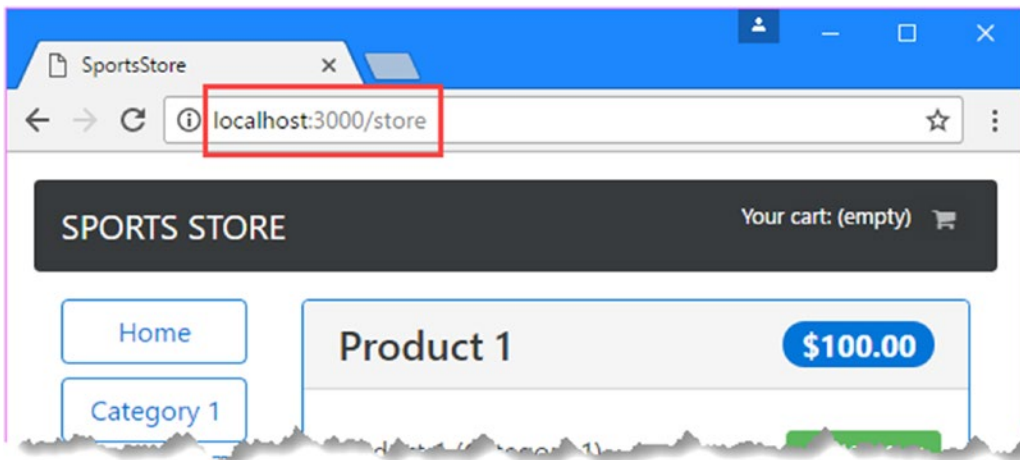 SportsStore
localhost:3000/store
SPORTS STORE
Your cart: (empty)
Home
Product 1
$100.00
Category 1